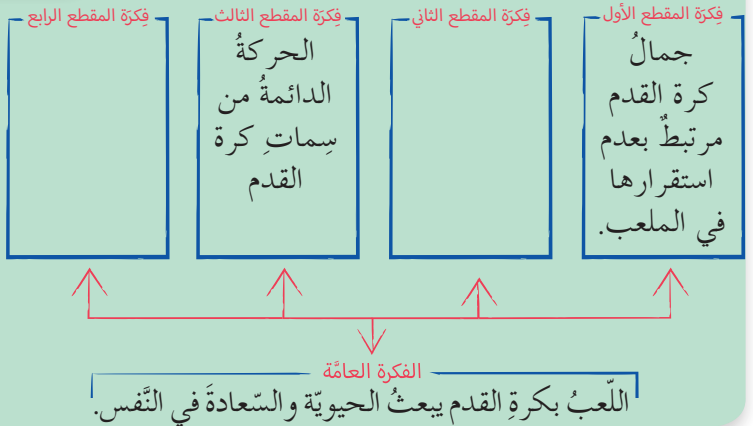 فِكرَة المقطع الأول
جمالُ
كرة القدم
مرتبطٌ بعدم
استقرارها
في الملعب.
فِكرَة المقطع الثاني
فِكرَة المقطع الثالث
الحركةُ
الدائمةُ من
سِماتِ كرة
القدم
فِكرَة المقطع الرابع
الفكرة العامَّة
اللّعبُ بكرةِ القدم يبعثُ الحيويّة والسّعادةَ في النَّفس.